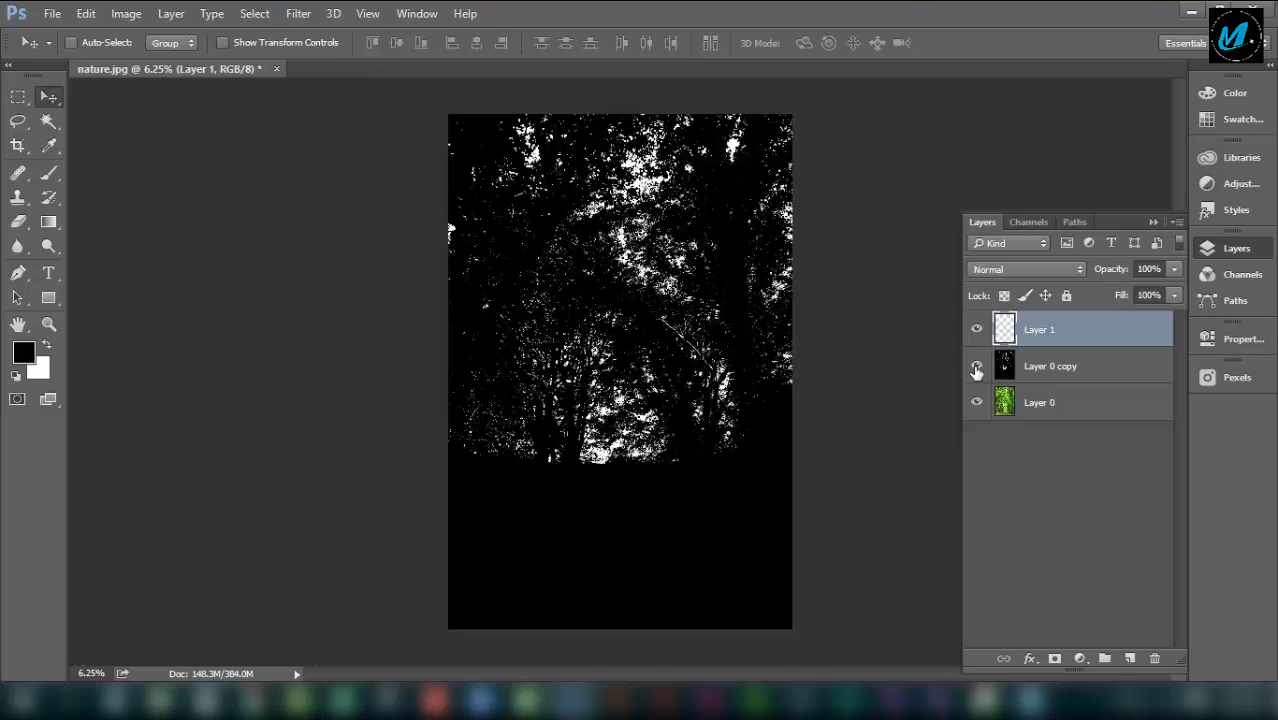 Ps File Edit Image Layer Type Select Filter 3D View Window Help
Auto-Select: Group Show Transform Controls 3D Mode: Essentials
nature.jpg @ 6.25% (Layer 1, RGB/8) *
Color
Swatch...
Libraries
Adjust...
Styles
Layers
Channels
Paths
Propert...
Pexels
Layers Channels Paths
Kind
Normal Opacity: 100%
Lock: Fill: 100%
Layer 1
Layer 0 copy
Layer 0
6.25% Doc: 148.3M/384.0M